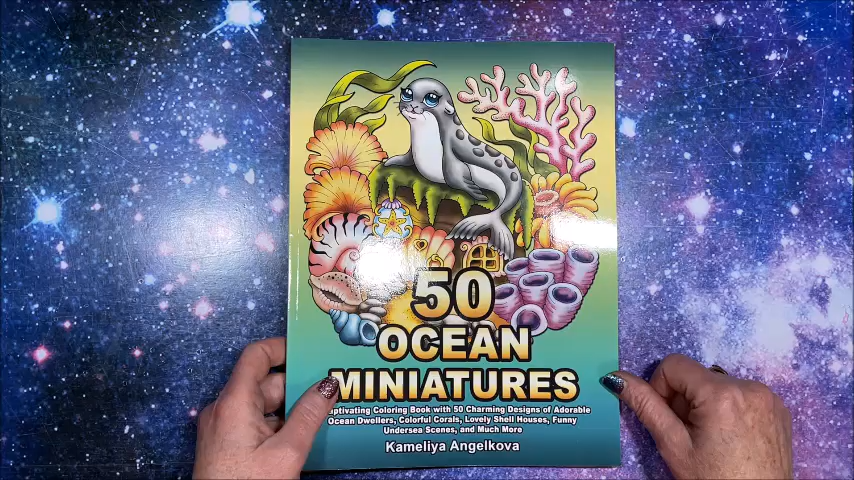 50
OCEAN
MINIATURES
aptivating Coloring Book with 50 Charming Designs of Adorable
Ocean Dwellers, Colorful Corals, Lovely Shell Houses, Funny
Undersea Scenes, and Much More
Kameliya Angelkova